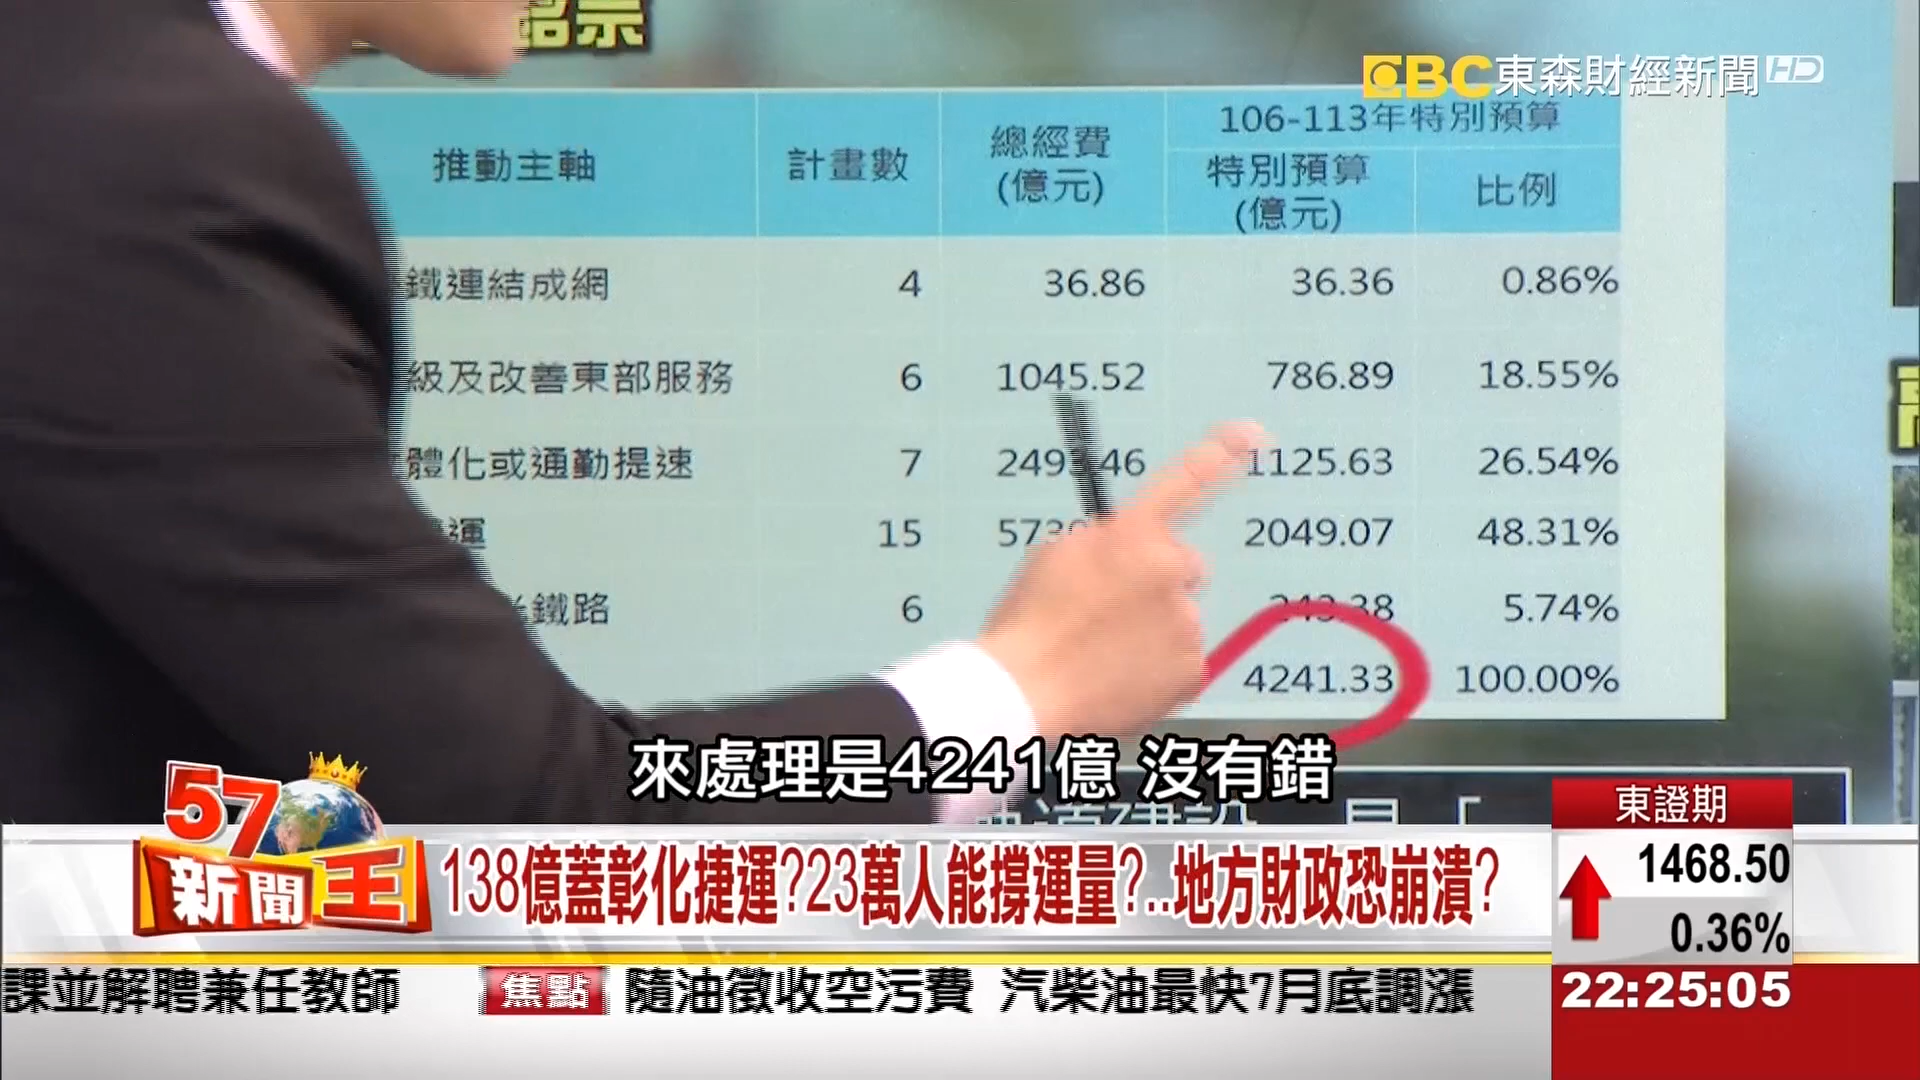 EBC東森財經新聞HD
106-113年特別預算
推動主軸 計畫數 總經費(億元) 特別預算(億元) 比例
鐵連結成網 4 36.86 36.36 0.86%
級及改善東部服務 6 1045.52 786.89 18.55%
體化或通勤提速 7 1125.63 26.54%
運 15 2049.07 48.31%
鐵路 6 243.38 5.74%
4241.33 100.00%
來處理是4241億 沒有錯
東證期
57新聞王
138億蓋彰化捷運?23萬人能撐運量?..地方財政恐崩潰?
1468.50
0.36%
課並解聘兼任教師 焦點 隨油徵收空污費 汽柴油最快7月底調漲
22:25:05